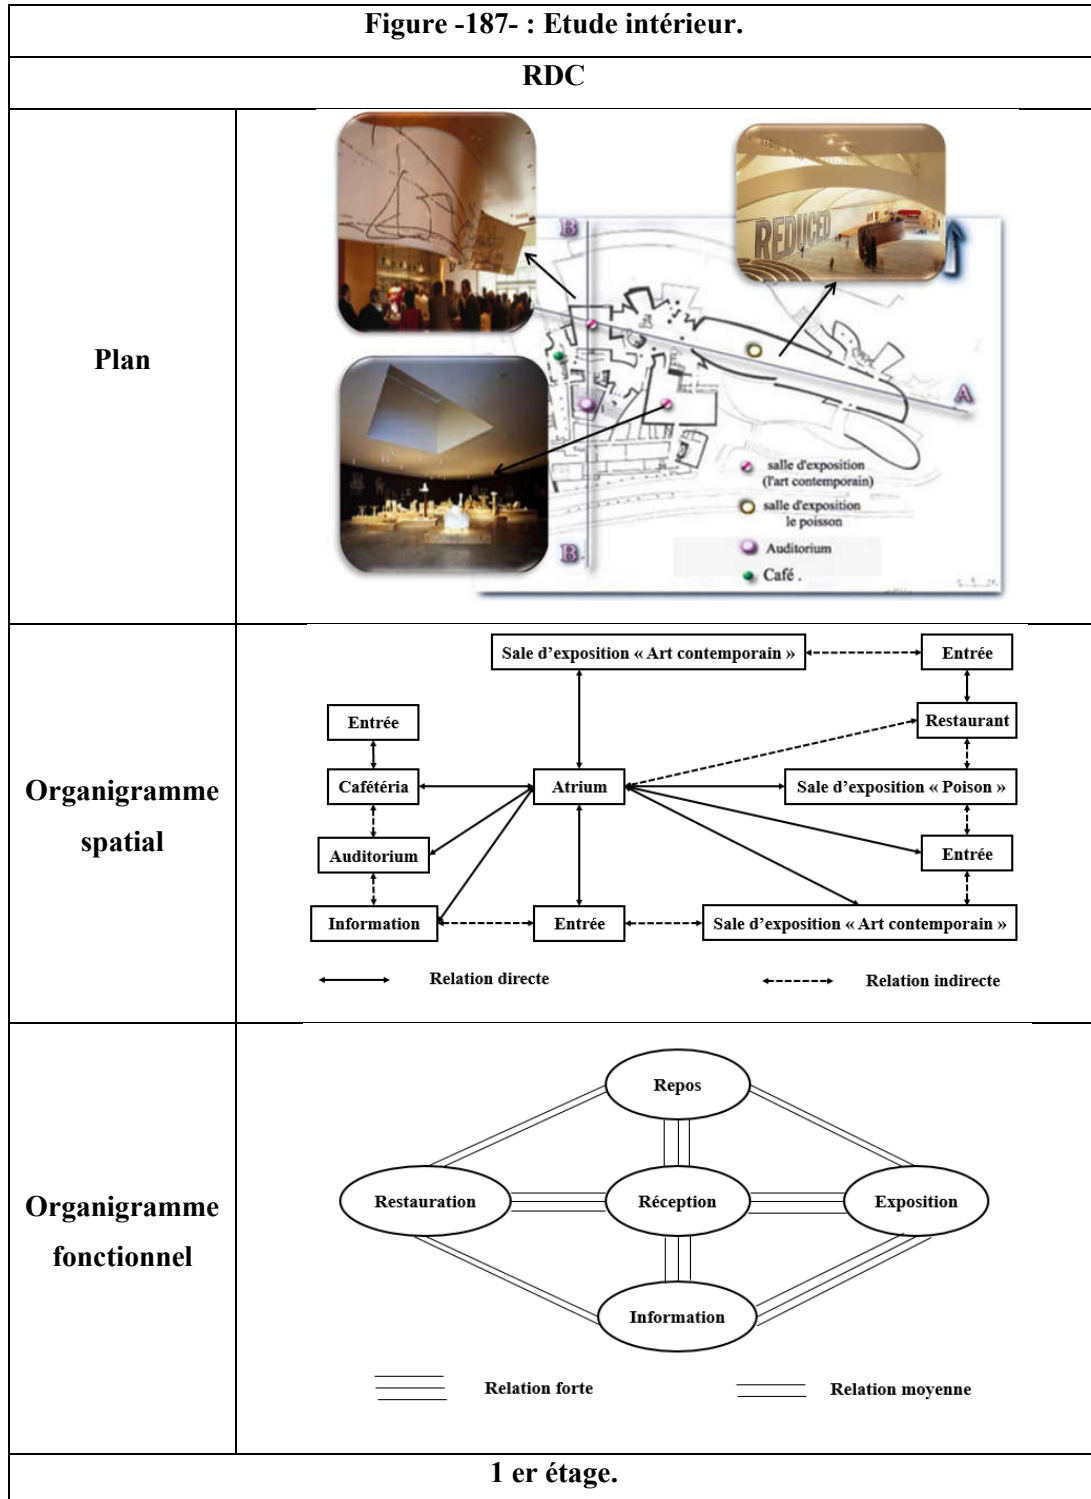 Figure -187- : Etude intérieur.
RDC
Plan
REDUCED
B
A
B
salle d'exposition
(l'art contemporain)
salle d'exposition
le poisson
Auditorium
Café .
Organigramme
spatial
Sale d'exposition « Art contemporain »
Entrée
Entrée
Restaurant
Cafétéria
Atrium
Sale d'exposition « Poison »
Auditorium
Entrée
Information
Entrée
Sale d'exposition « Art contemporain »
Relation directe
Relation indirecte
Organigramme
fonctionnel
Repos
Restauration
Réception
Exposition
Information
Relation forte
Relation moyenne
1 er étage.